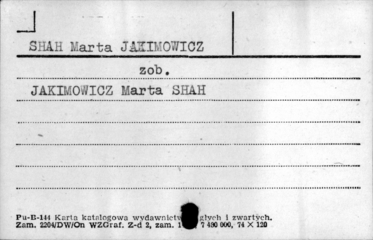 SHAH Marta JAKIMOWICZ
zob.
JAKIMOWICZ Marta SHAH
Pu-B-144 Karta katalogowa wydawnictw i zwartych.
Zam. 2204/DW/On WZGraf. Z-d 2, zam. 7 480 000, 74 × 120